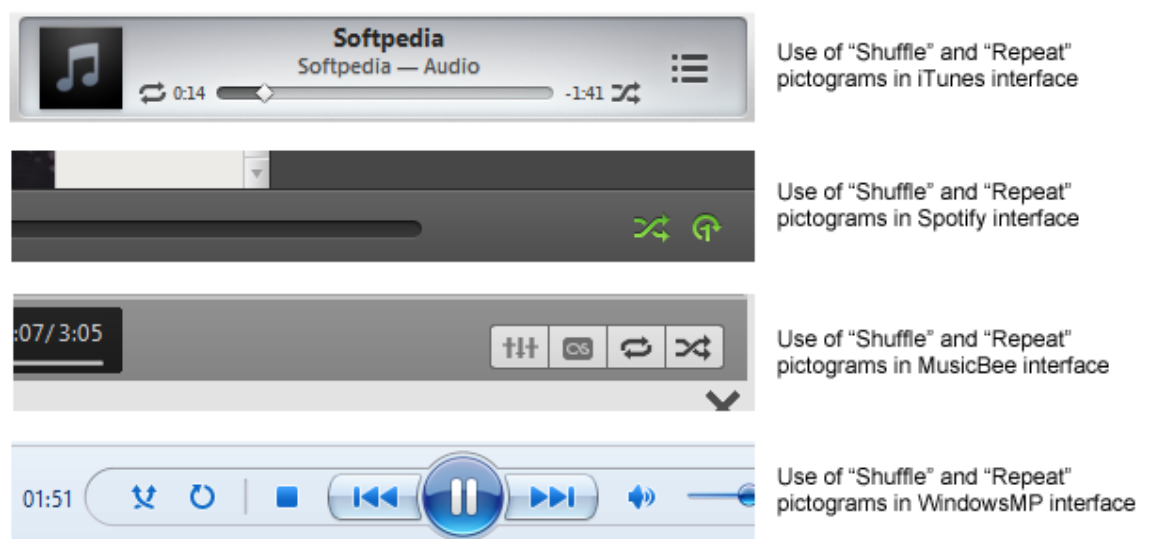 Softpedia
Softpedia — Audio
0:14
-1:41
Use of “Shuffle” and “Repeat”
pictograms in iTunes interface
1
Use of “Shuffle” and “Repeat”
pictograms in Spotify interface
:07/3:05
Use of “Shuffle” and “Repeat”
pictograms in MusicBee interface
01:51
Use of “Shuffle” and “Repeat”
pictograms in WindowsMP interface